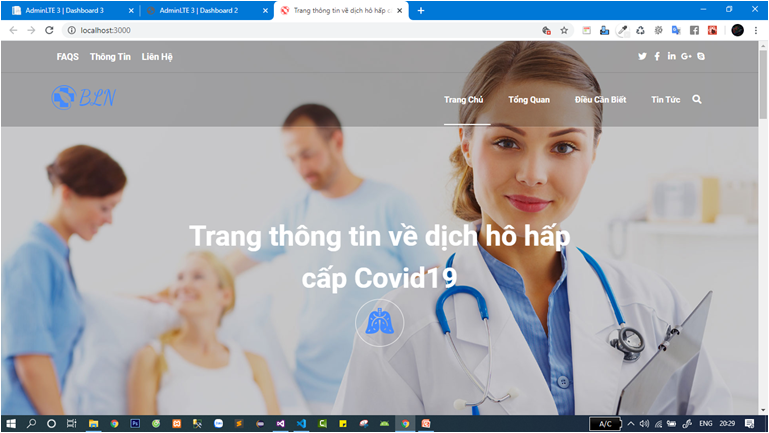 AdminLTE 3 | Dashboard 3
AdminLTE 3 | Dashboard 2
Trang thông tin về dịch hô hấp c
localhost:3000
FAQS Thông Tin Liên Hệ
BLN
Trang Chủ Tổng Quan Điều Cần Biết Tin Tức
Trang thông tin về dịch hô hấp
cấp Covid19
A/C ENG 20:29